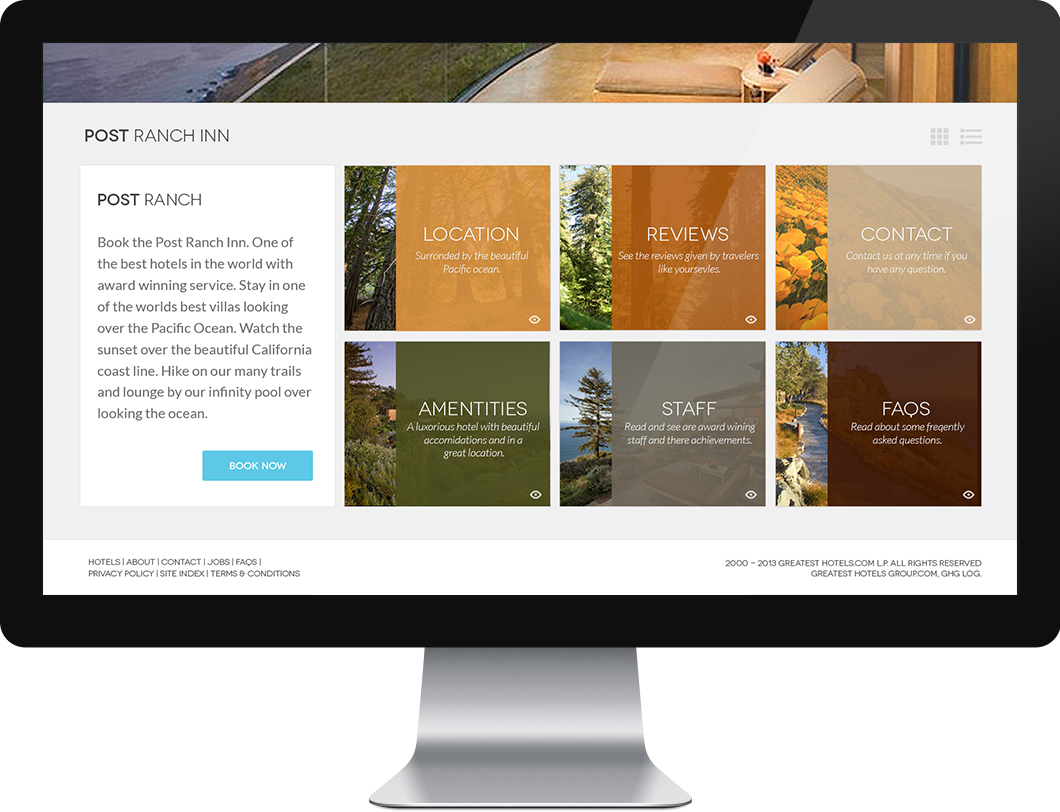 POST RANCH INN
POST RANCH
Book the Post Ranch Inn. One of
the best hotels in the world with
award winning service. Stay in one
of the worlds best villas looking
over the Pacific Ocean. Watch the
sunset over the beautiful California
coast line. Hike on our many trails
and lounge by our infinity pool over
looking the ocean.
BOOK NOW
LOCATION
Surronded by the beautiful
Pacific ocean.
REVIEWS
See the reviews given by travelers
like yoursevles.
CONTACT
Contact us at any time if you
have any question.
AMENTITIES
A luxorious hotel with beautiful
accomidations and in a
great location.
STAFF
Read and see are award wining
staff and there achievements.
FAQS
Read about some freqently
asked questions.
HOTELS | ABOUT | CONTACT | JOBS | FAQS |
PRIVACY POLICY | SITE INDEX | TERMS & CONDITIONS
2000 - 2013 GREATEST HOTELS.COM L.P. ALL RIGHTS RESERVED
GREATEST HOTELS GROUP.COM, GHG LOG.